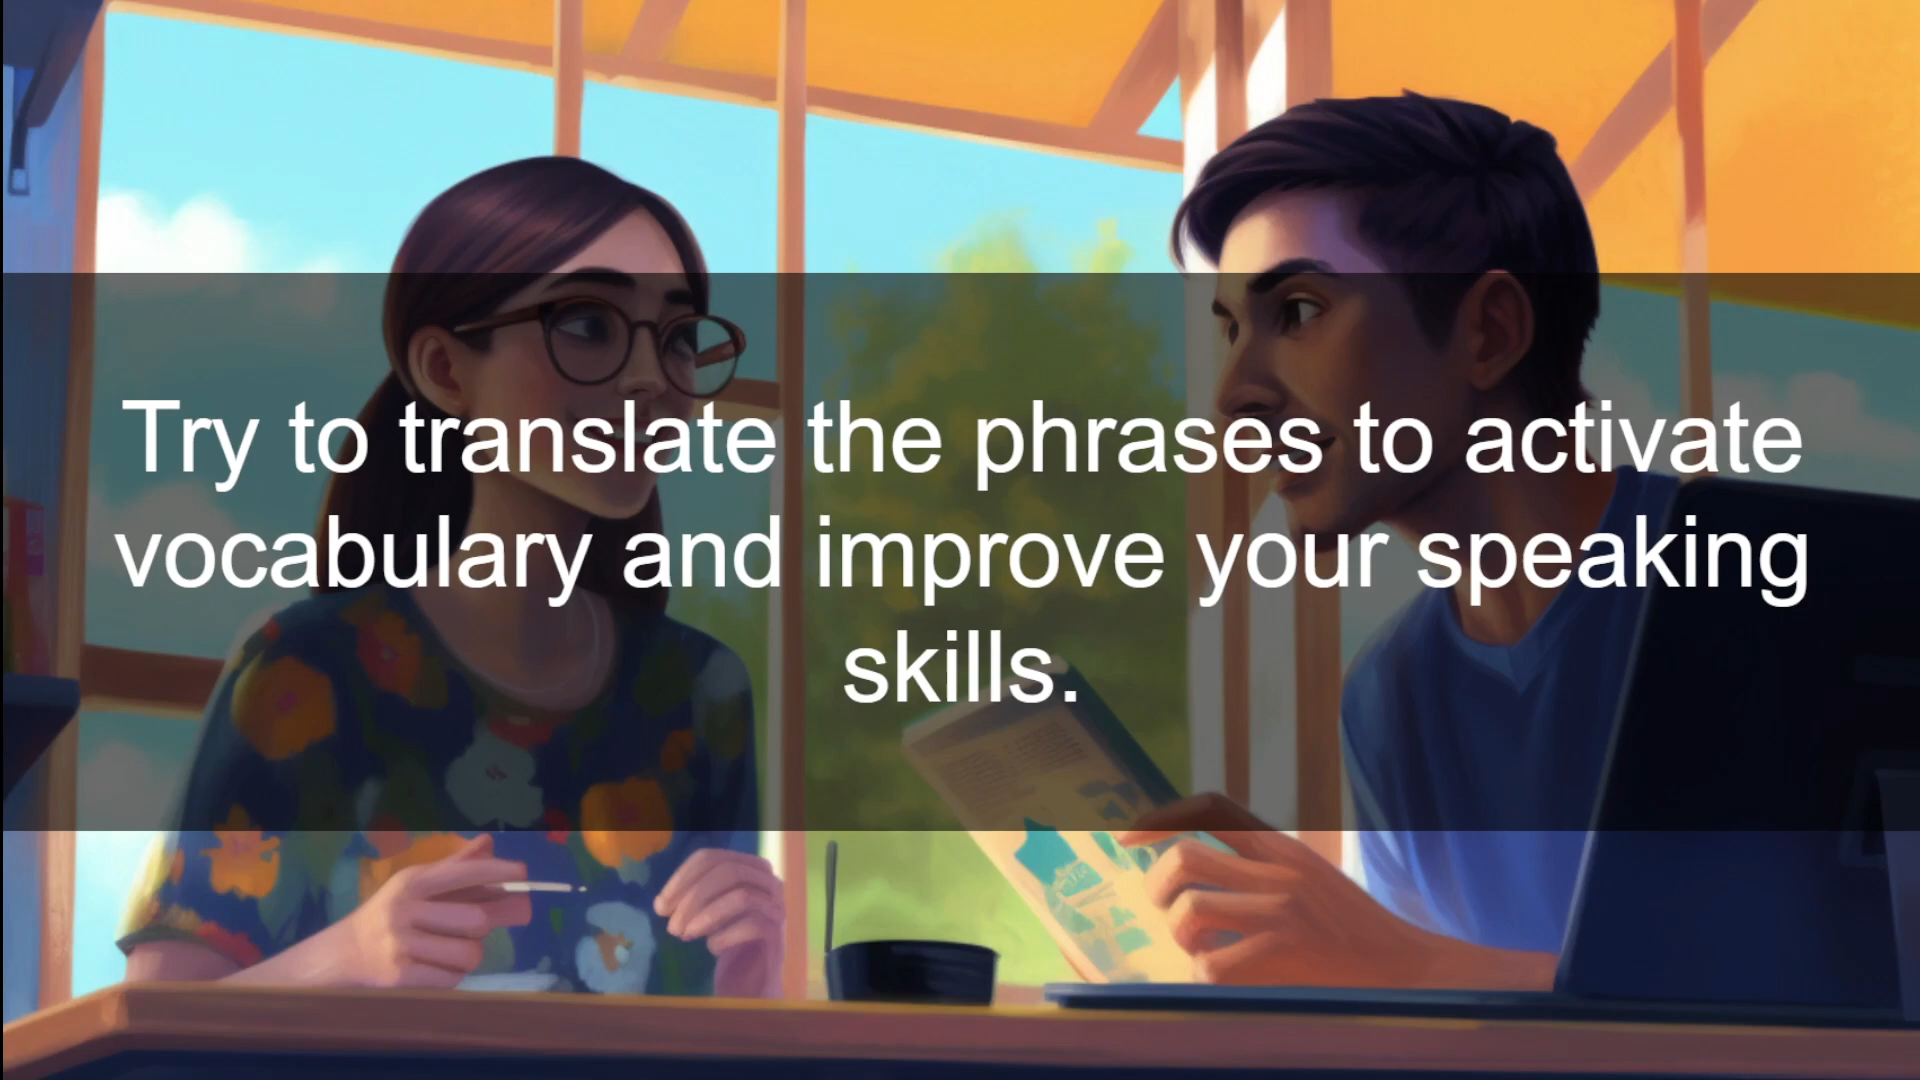 Try to translate the phrases to activate
vocabulary and improve your speaking
skills.